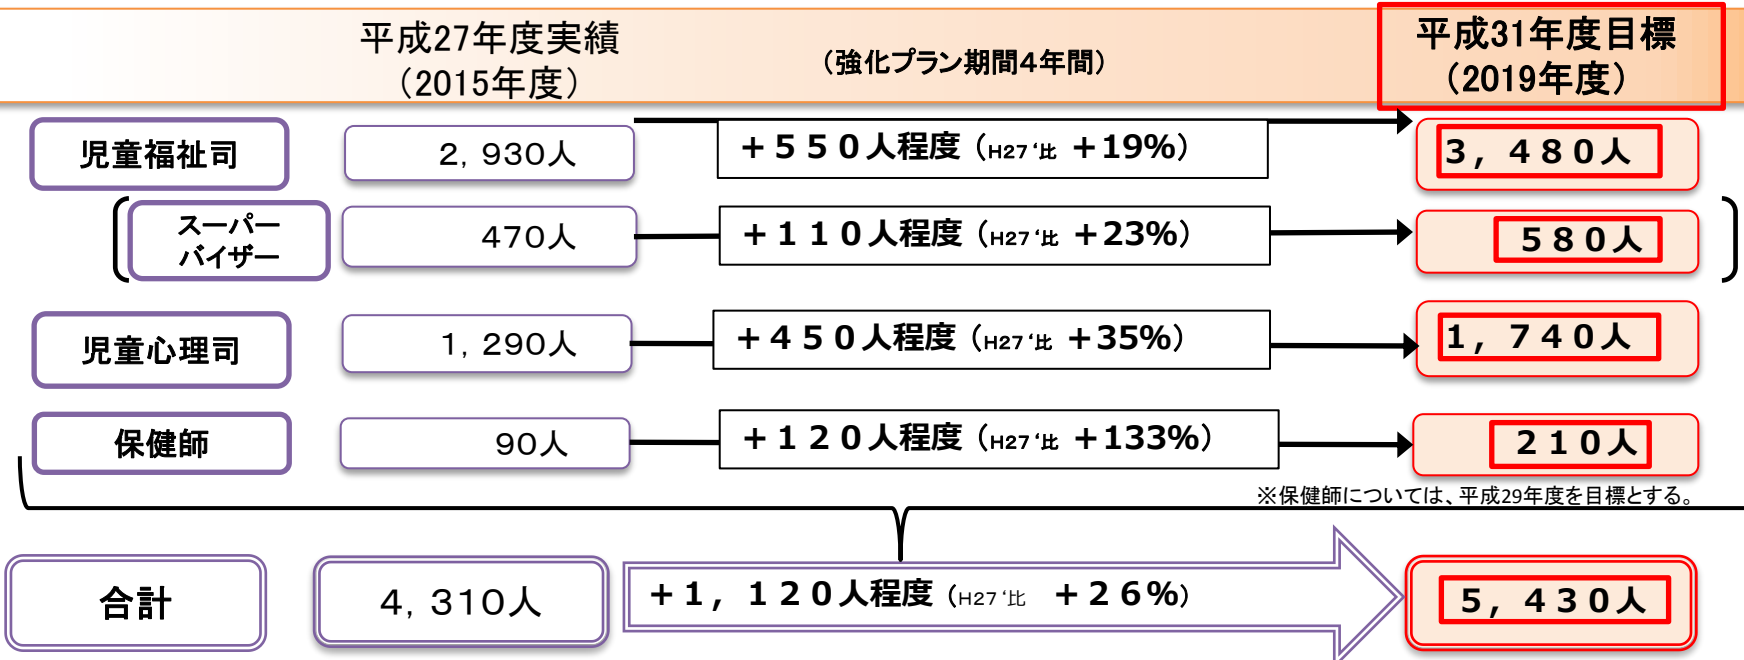 平成27年度実績
（2015年度）
（強化プラン期間４年間）
平成31年度目標
（2019年度）
児童福祉司
２，９３０人
＋５５０人程度（H27‘比 ＋19%）
３，４８０人
スーパー
バイザー
４７０人
＋１１０人程度（H27‘比 ＋23%）
５８０人
児童心理司
１，２９０人
＋４５０人程度（H27‘比 ＋35%）
１，７４０人
保健師
９０人
＋１２０人程度（H27‘比 ＋133%）
２１０人
※保健師については、平成29年度を目標とする。
合計
４，３１０人
＋１，１２０人程度（H27‘比 ＋２６%）
５，４３０人